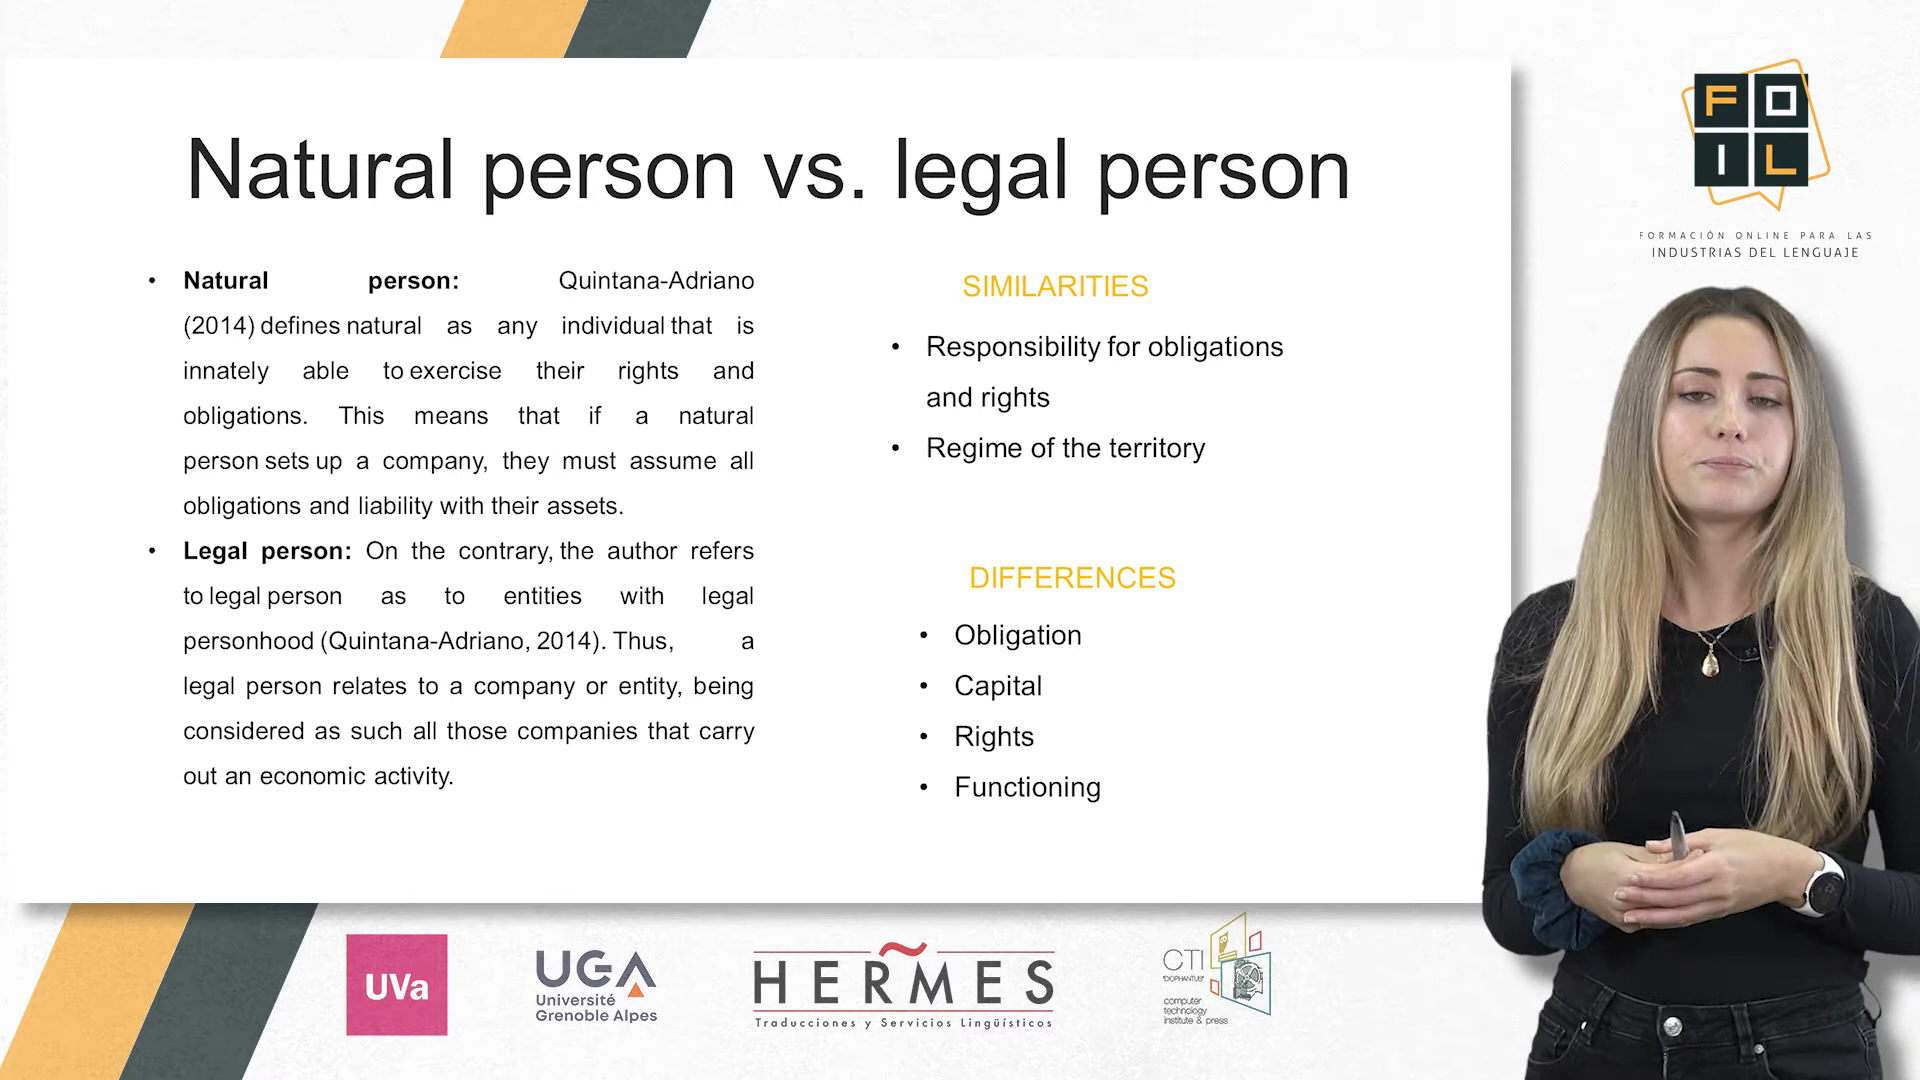 Natural person vs. legal person
• Natural person: Quintana-Adriano
(2014) defines natural as any individual that is
innately able to exercise their rights and
obligations. This means that if a natural
person sets up a company, they must assume all
obligations and liability with their assets.
• Legal person: On the contrary, the author refers
to legal person as to entities with legal
personhood (Quintana-Adriano, 2014). Thus, a
legal person relates to a company or entity, being
considered as such all those companies that carry
out an economic activity.
SIMILARITIES
• Responsibility for obligations
and rights
• Regime of the territory
DIFFERENCES
• Obligation
• Capital
• Rights
• Functioning
FOIL
FORMACIÓN ONLINE PARA LAS
INDUSTRIAS DEL LENGUAJE
UVa
UGA
Université
Grenoble Alpes
HERMES
Traducciones y Servicios Lingüísticos
CTI
"DIOPHANTUS"
computer
technology
institute & press